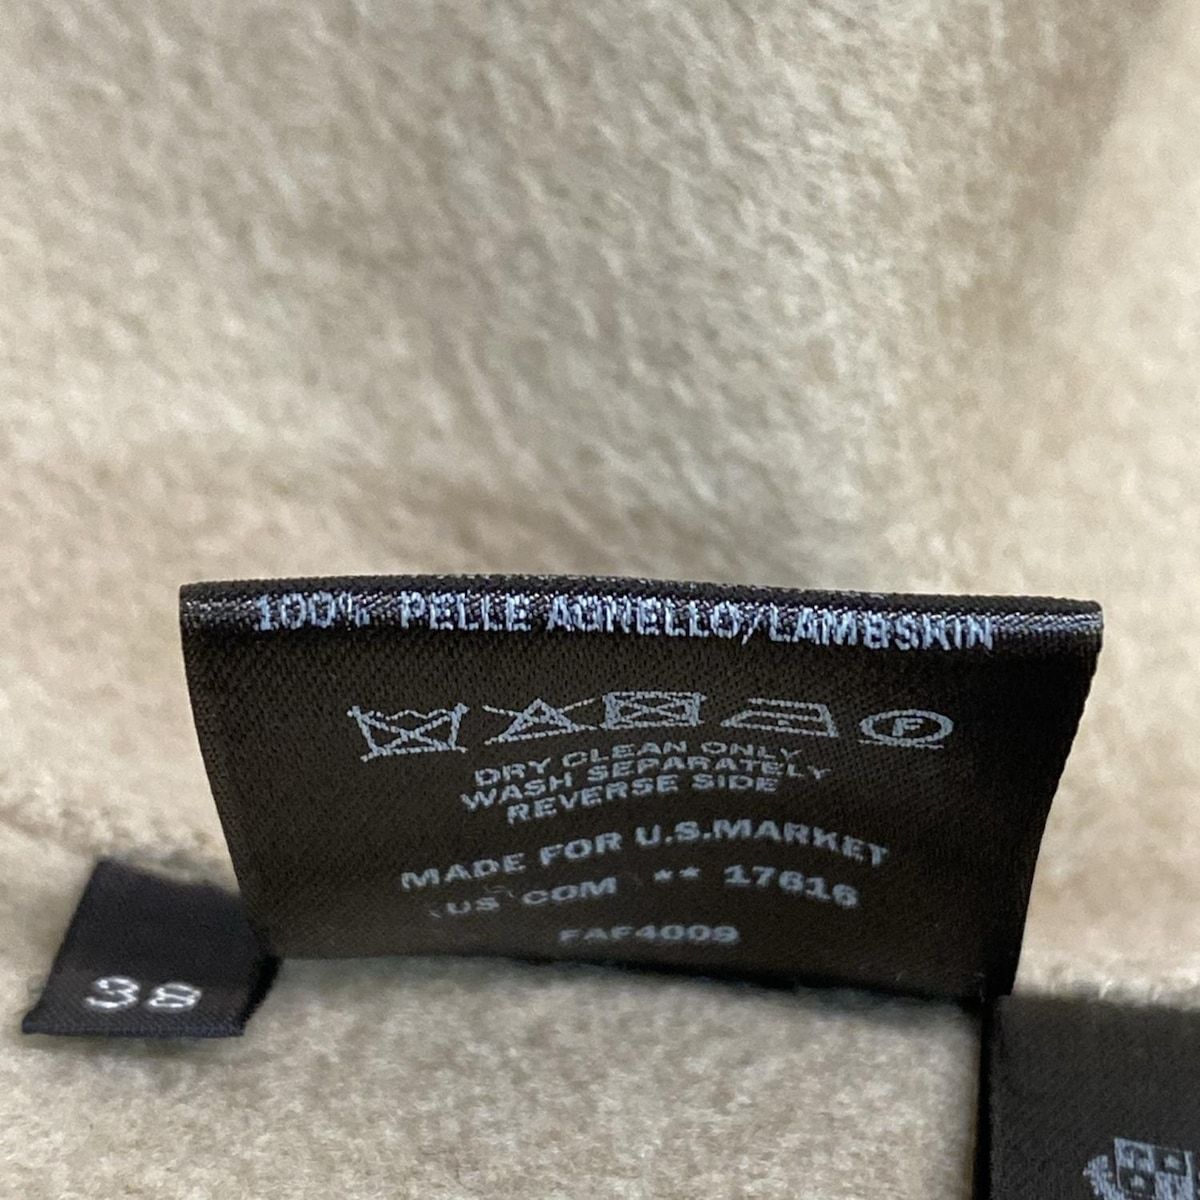 100% PELLE AGNELLO/LAMBSKIN
F
DRY CLEAN ONLY
WASH SEPARATELY
REVERSE SIDE
MADE FOR U.S.MARKET
"US COM ** 17616
FAF4009
38